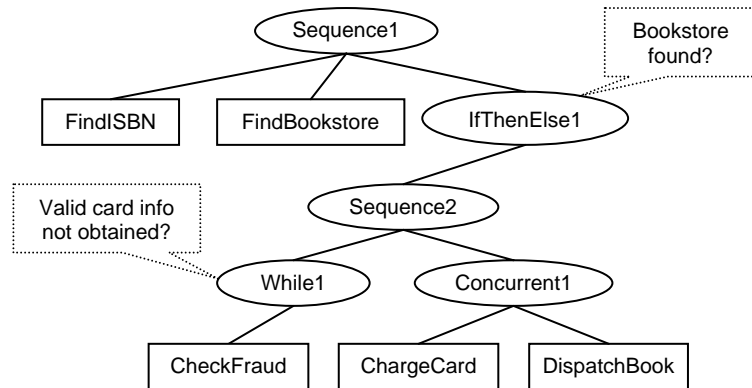 Sequence1
Bookstore
found?
FindISBN
FindBookstore
IfThenElse1
Valid card info
not obtained?
Sequence2
While1
Concurrent1
CheckFraud
ChargeCard
DispatchBook